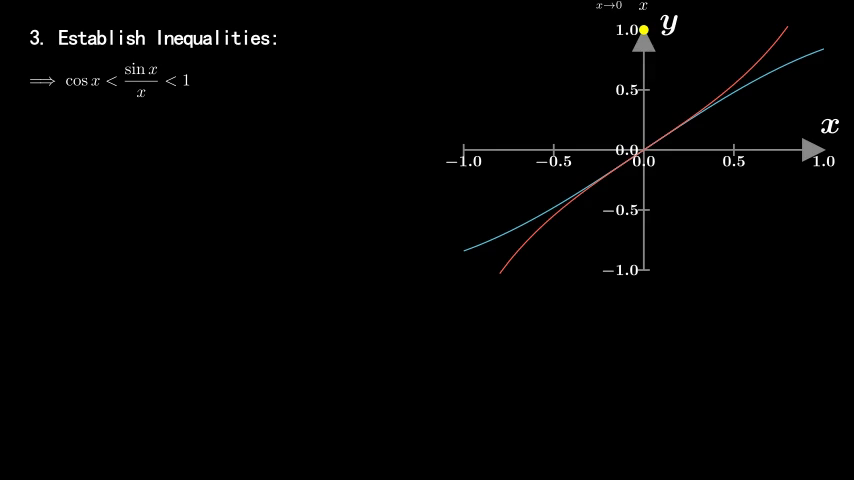 x→0 x
3. Establish Inequalities:
⟹ cos x < sin x / x < 1
y
1.0
0.5
0.0
−0.5
−1.0
x
−1.0 −0.5 0.0 0.5 1.0